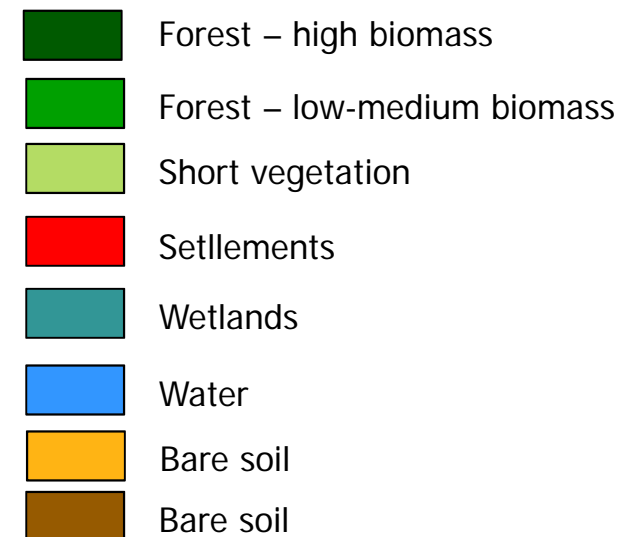 Forest – high biomass
Forest – low-medium biomass
Short vegetation
Setllements
Wetlands
Water
Bare soil
Bare soil